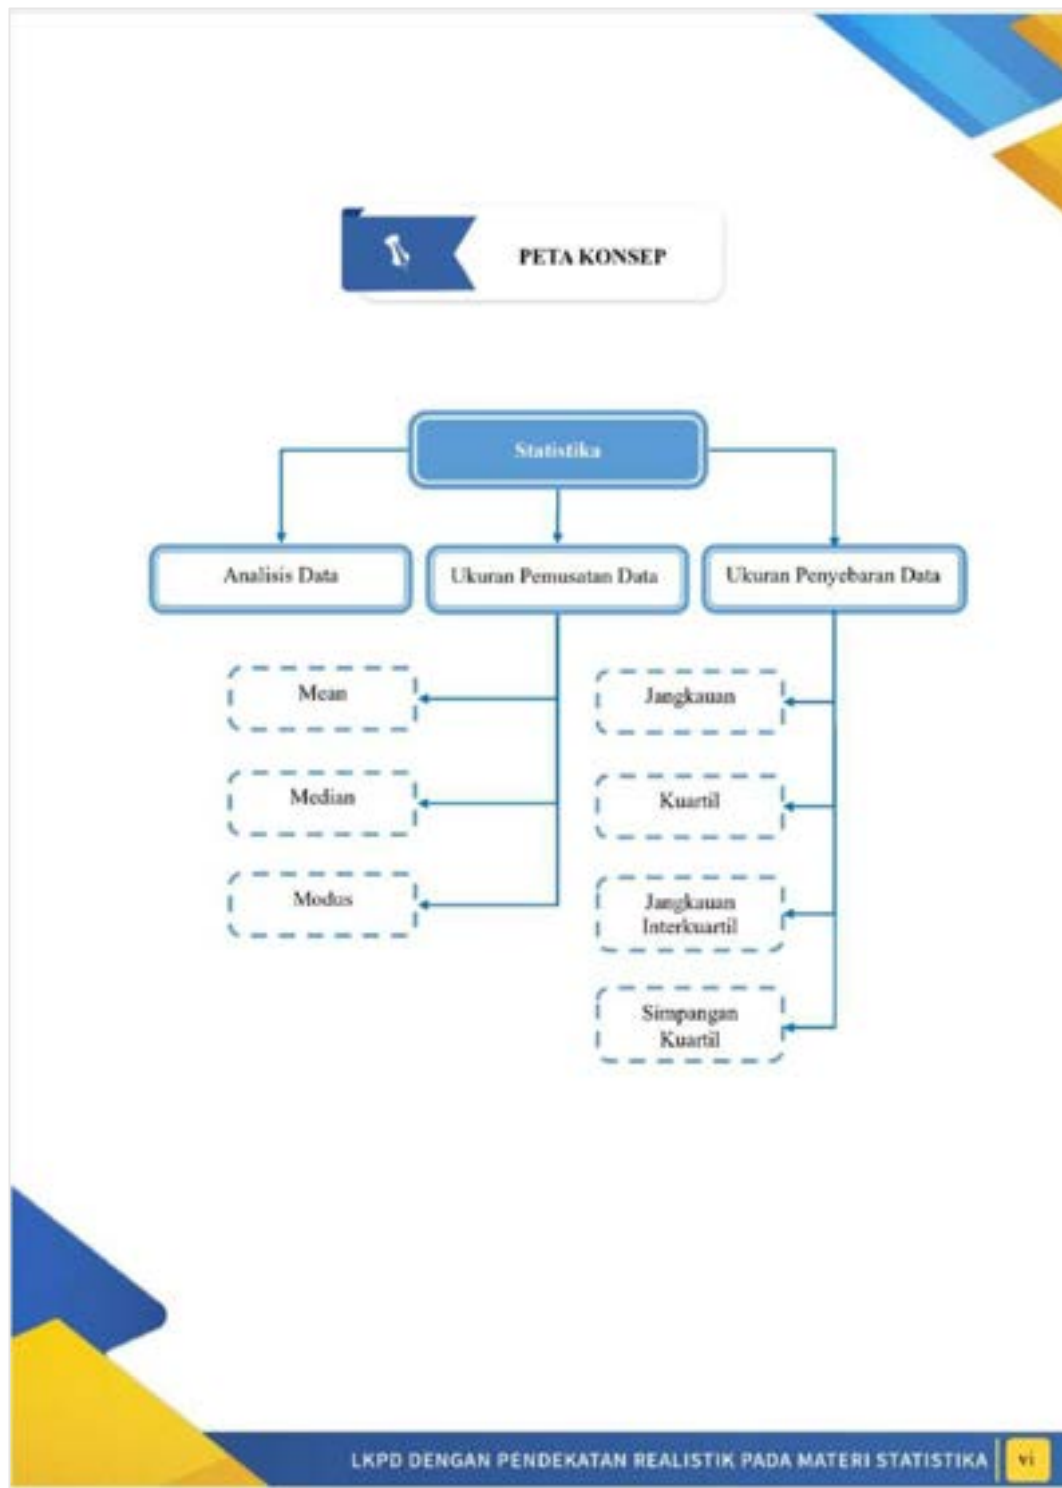 PETA KONSEP
Statistika
Analisis Data
Ukuran Pemusatan Data
Ukuran Penyebaran Data
Mean
Median
Modus
Jangkauan
Kuartil
Jangkauan
Interkuartil
Simpangan
Kuartil
LKPD DENGAN PENDEKATAN REALISTIK PADA MATERI STATISTIKA
vi